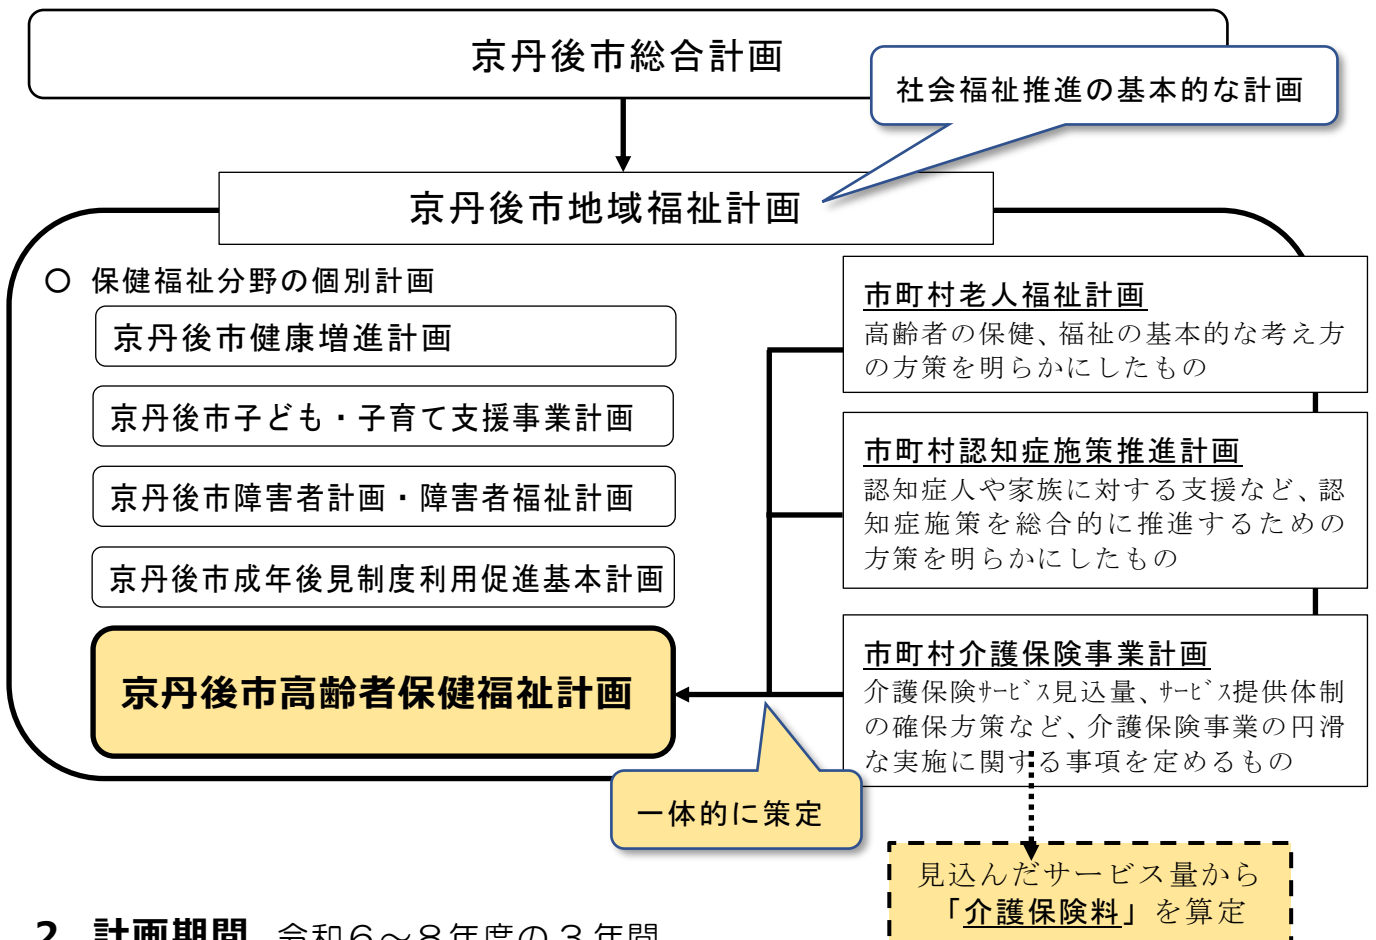 京丹後市総合計画
社会福祉推進の基本的な計画
京丹後市地域福祉計画
〇 保健福祉分野の個別計画
京丹後市健康増進計画
京丹後市子ども・子育て支援事業計画
京丹後市障害者計画・障害者福祉計画
京丹後市成年後見制度利用促進基本計画
京丹後市高齢者保健福祉計画
市町村老人福祉計画
高齢者の保健、福祉の基本的な考え方
の方策を明らかにしたもの
市町村認知症施策推進計画
認知症人や家族に対する支援など、認
知症施策を総合的に推進するための
方策を明らかにしたもの
市町村介護保険事業計画
介護保険ｻｰﾋﾞｽ見込量、ｻｰﾋﾞｽ提供体制
の確保方策など、介護保険事業の円滑
な実施に関する事項を定めるもの
一体的に策定
見込んだサービス量から
「介護保険料」を算定
２ 計画期間 令和６～８年度の３年間